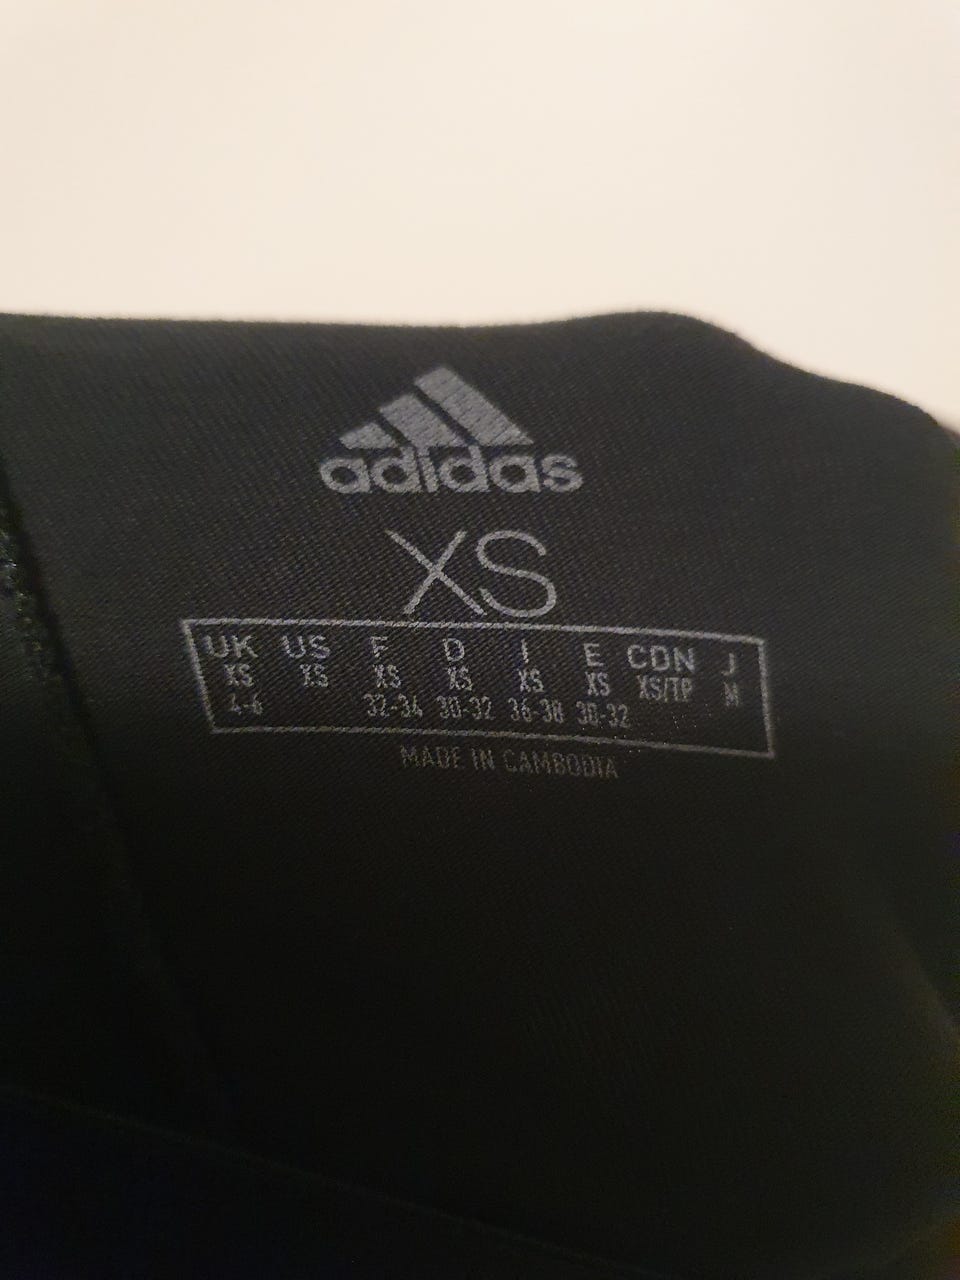 adidas
XS
UK US F D I E CDN J
XS XS XS XS XS XS XS/TP M
4-6 32-34 30-32 36-38 30-32
MADE IN CAMBODIA